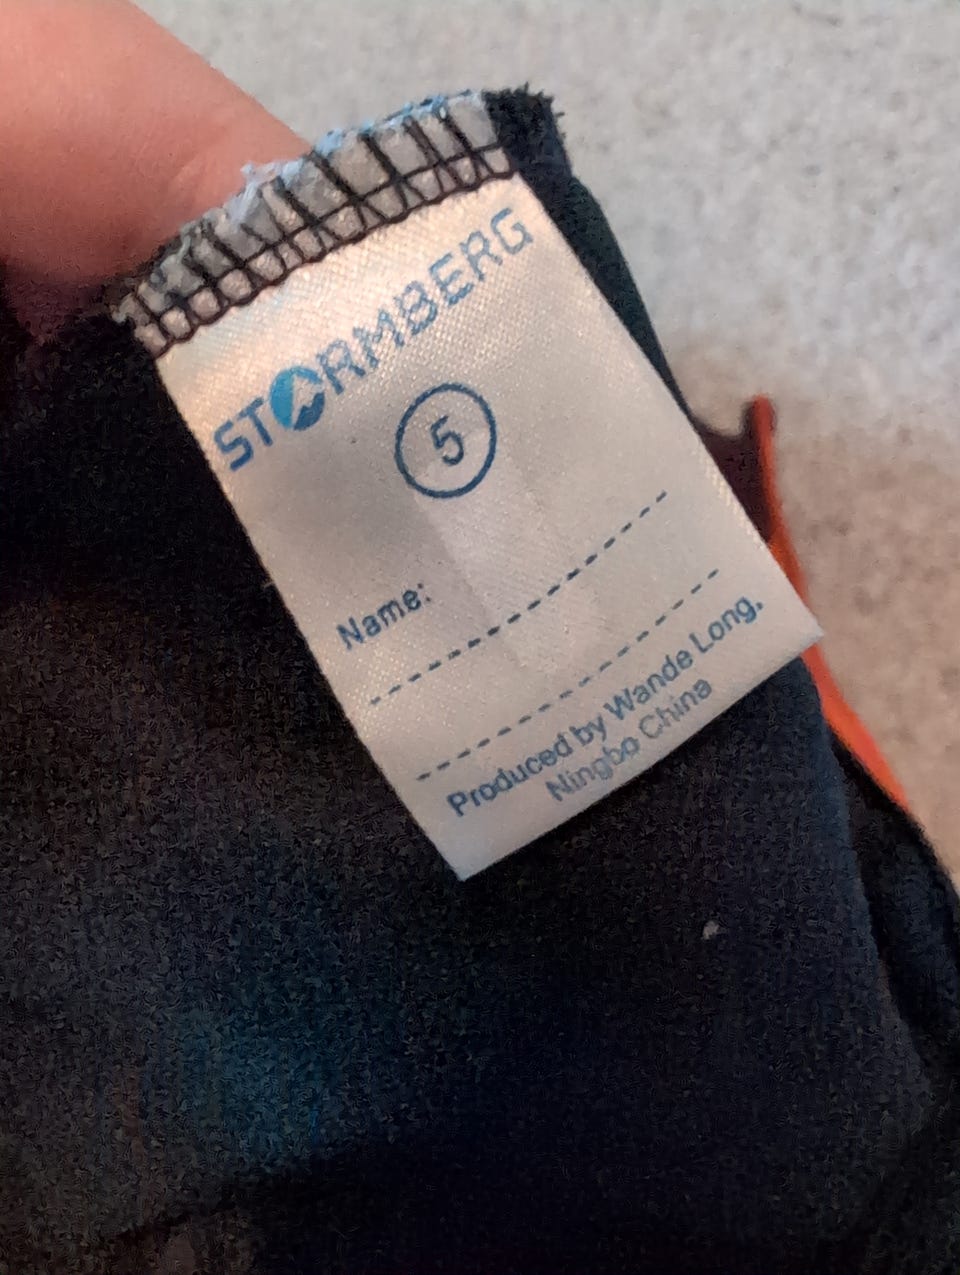 STORMBERG
5
Name:
Produced by Wande Long,
Ningbo China